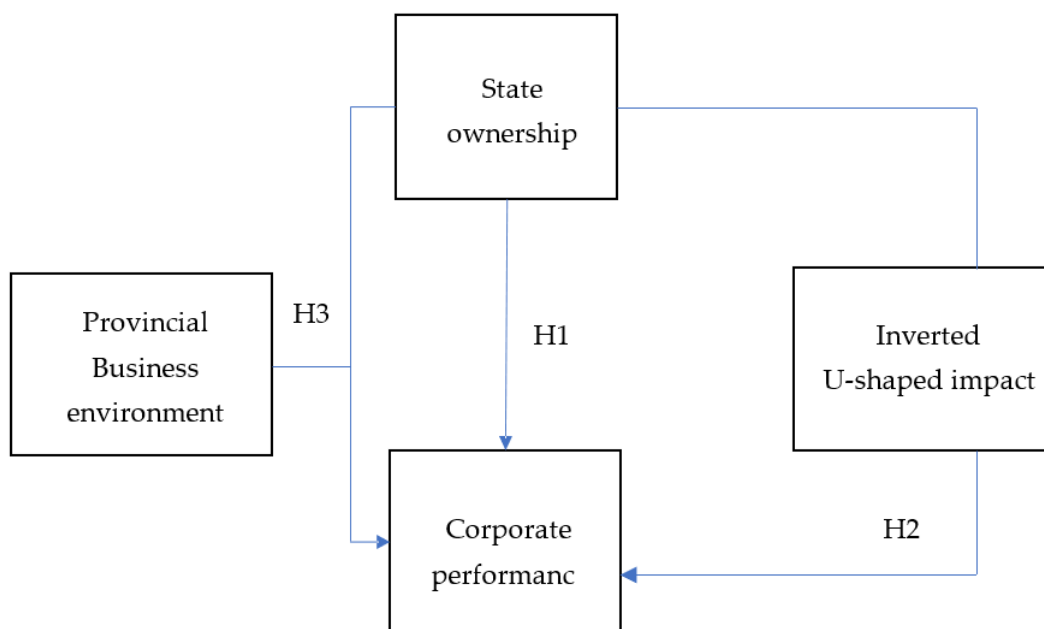 State
ownership
Provincial
Business
environment
H3
H1
Inverted
U-shaped impact
Corporate
performanc
H2